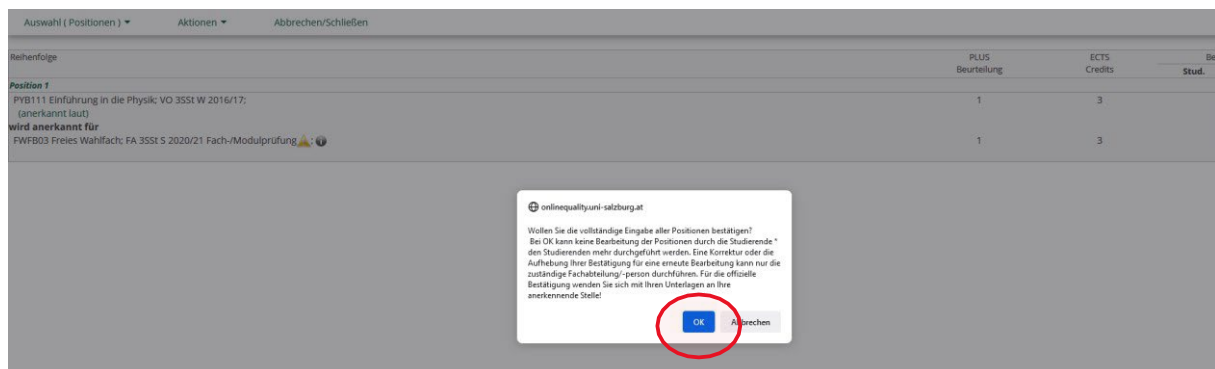 Auswahl ( Positionen ) Aktionen Abbrechen/Schließen
Reihenfolge PLUS Beurteilung ECTS Credits Be
Stud.
Position 1
PYB111 Einführung in die Physik; VO 3SSt W 2016/17; 1 3
(anerkannt laut)
wird anerkannt für
FWFB03 Freies Wahlfach; FA 3SSt S 2020/21 Fach-/Modulprüfung ; 1 3
onlinequality.uni-salzburg.at
Wollen Sie die vollständige Eingabe aller Positionen bestätigen?
Bei OK kann keine Bearbeitung der Positionen durch die Studierende *
den Studierenden mehr durchgeführt werden. Eine Korrektur oder die
Aufhebung Ihrer Bestätigung für eine erneute Bearbeitung kann nur die
zuständige Fachabteilung/-person durchführen. Für die offizielle
Bestätigung wenden Sie sich mit Ihren Unterlagen an Ihre
anerkennende Stelle!
OK Abbrechen